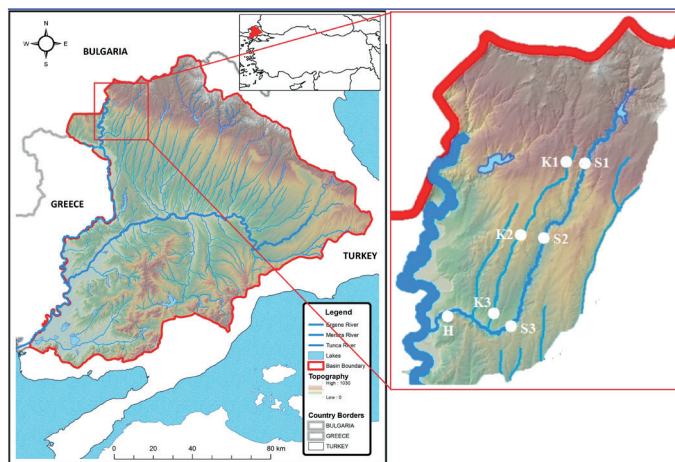 N
W E
S
BULGARIA
GREECE
TURKEY
Legend
Ergene River
Meriça River
Tunca River
Lakes
Basin Boundary
Topography
High : 1030
Low : 0
Country Borders
BULGARIA
GREECE
TURKEY
0 20 40 80 km
K1 S1
K2 S2
K3
H S3